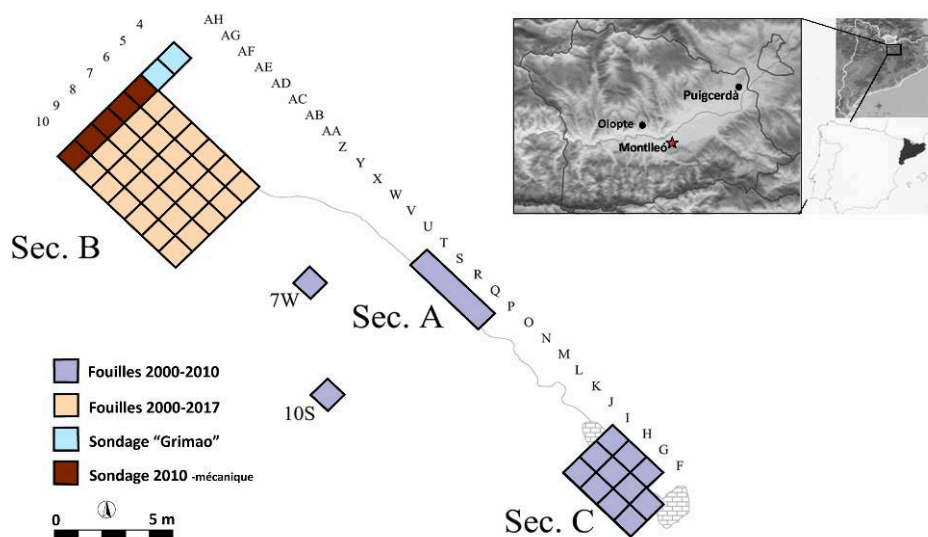 4
5
6
7
8
9
10
AH
AG
AF
AE
AD
AC
AB
AA
Z
Y
X
W
V
U
T
S
R
Q
P
O
N
M
L
K
J
I
H
G
F
Puigcerdà
Olopte
Montlleó
Sec. B
7W
Sec. A
10S
Sec. C
Fouilles 2000-2010
Fouilles 2000-2017
Sondage "Grimao"
Sondage 2010 -mécanique
0 5 m